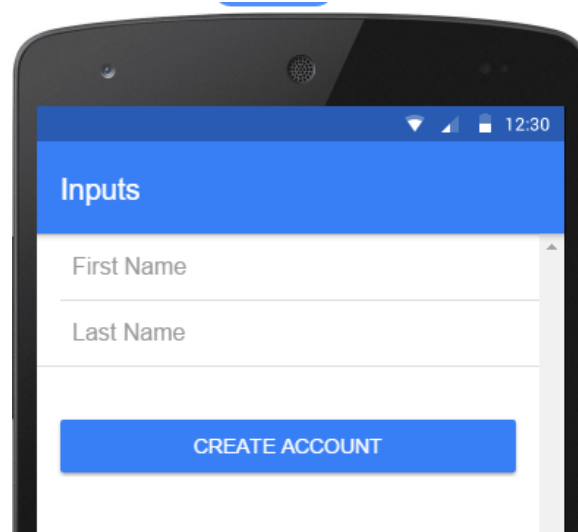 12:30
Inputs
First Name
Last Name
CREATE ACCOUNT